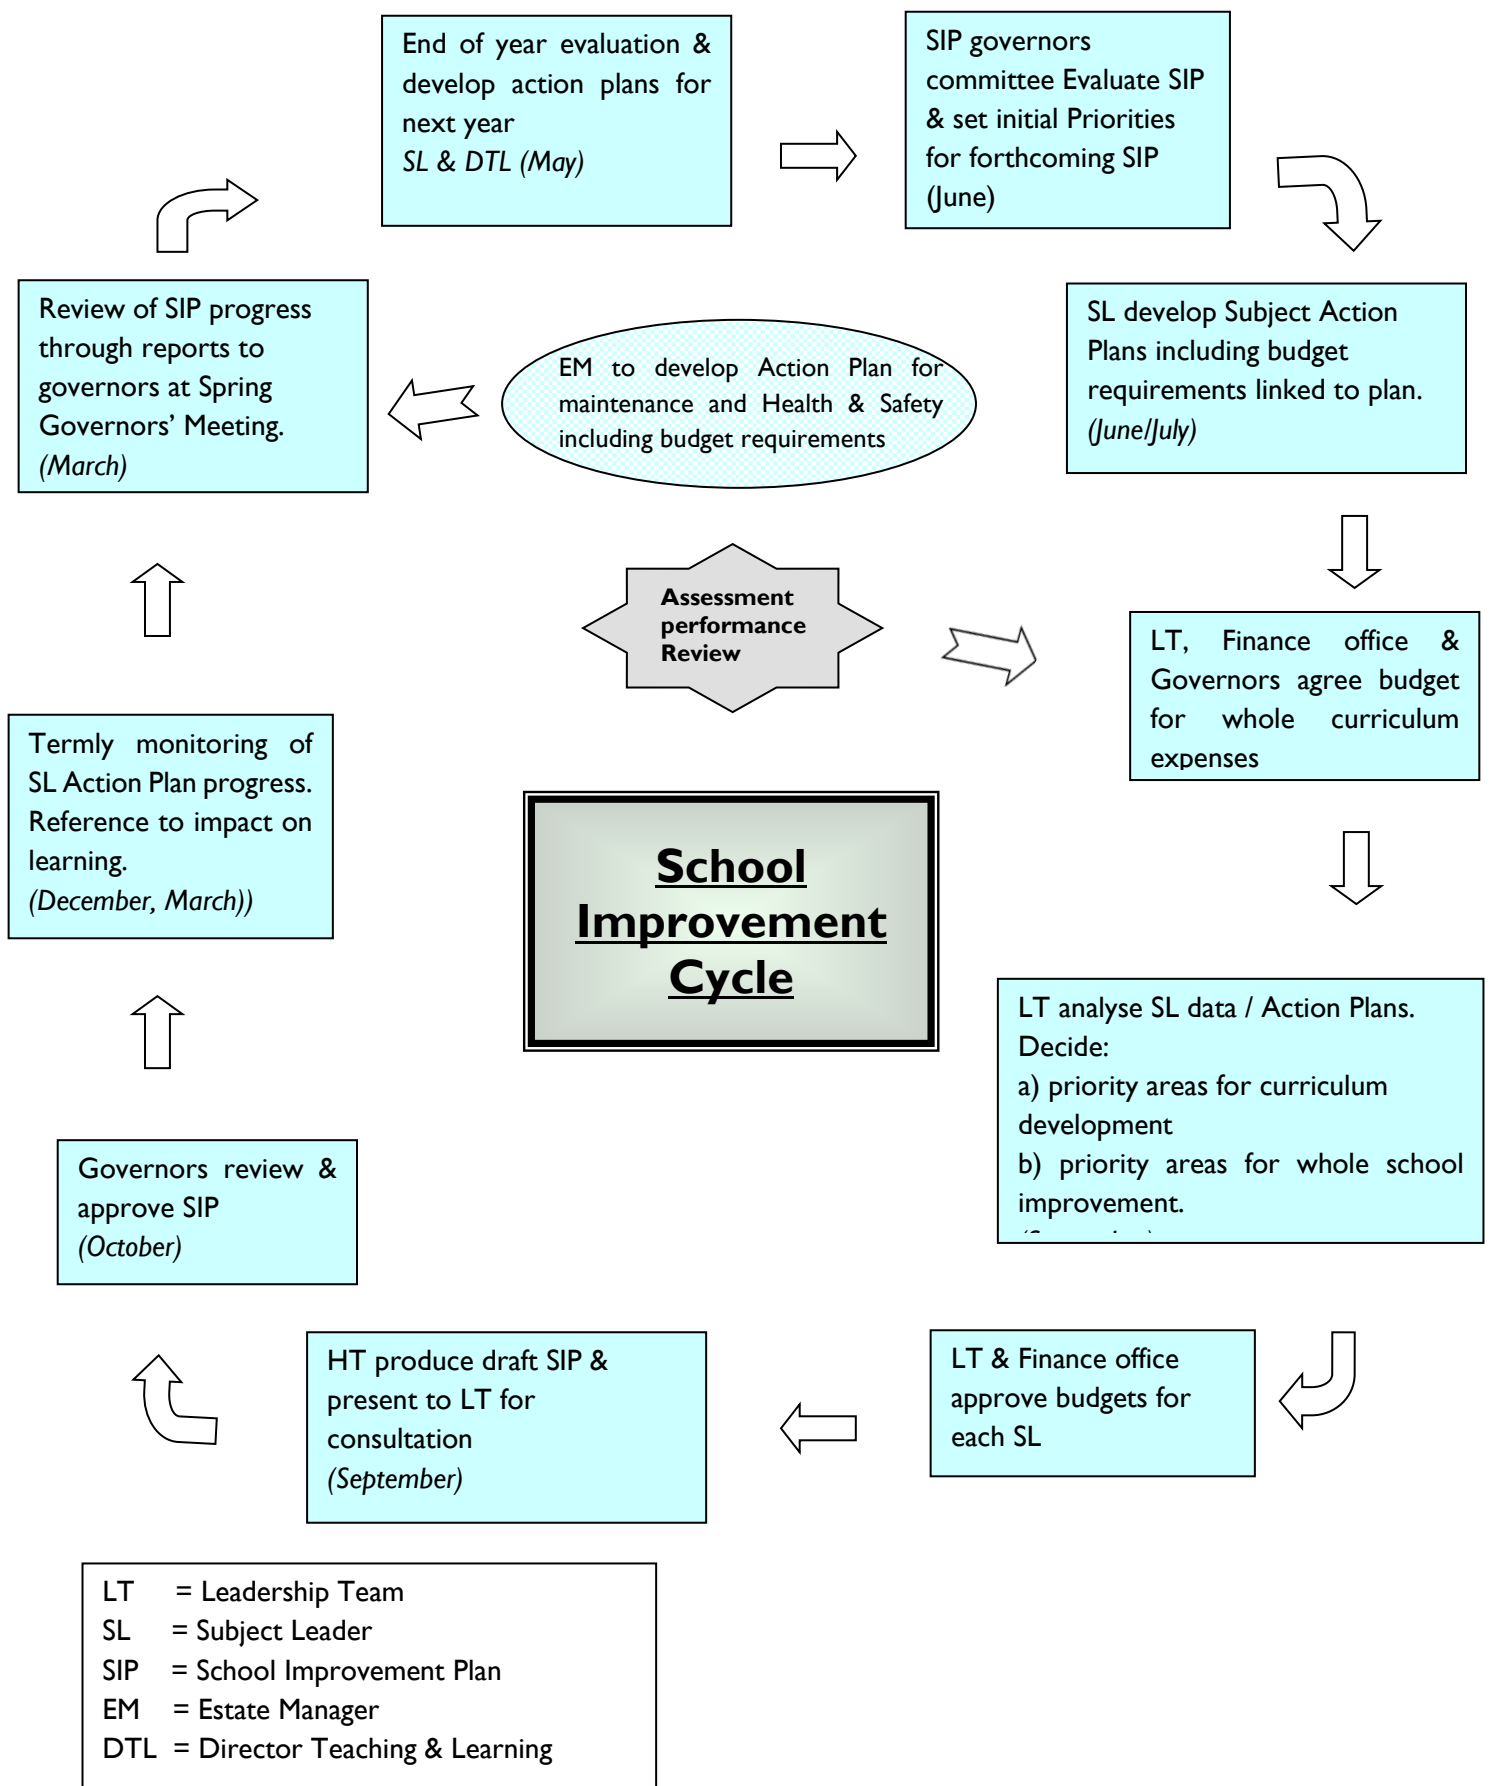 End of year evaluation &
develop action plans for
next year
SL & DTL (May)
SIP governors
committee Evaluate SIP
& set initial Priorities
for forthcoming SIP
(June)
Review of SIP progress
through reports to
governors at Spring
Governors’ Meeting.
(March)
EM to develop Action Plan for
maintenance and Health & Safety
including budget requirements
SL develop Subject Action
Plans including budget
requirements linked to plan.
(June/July)
Assessment
performance
Review
LT, Finance office &
Governors agree budget
for whole curriculum
expenses
Termly monitoring of
SL Action Plan progress.
Reference to impact on
learning.
(December, March))
School
Improvement
Cycle
LT analyse SL data / Action Plans.
Decide:
a) priority areas for curriculum
development
b) priority areas for whole school
improvement.
Governors review &
approve SIP
(October)
HT produce draft SIP &
present to LT for
consultation
(September)
LT & Finance office
approve budgets for
each SL
LT = Leadership Team
SL = Subject Leader
SIP = School Improvement Plan
EM = Estate Manager
DTL = Director Teaching & Learning